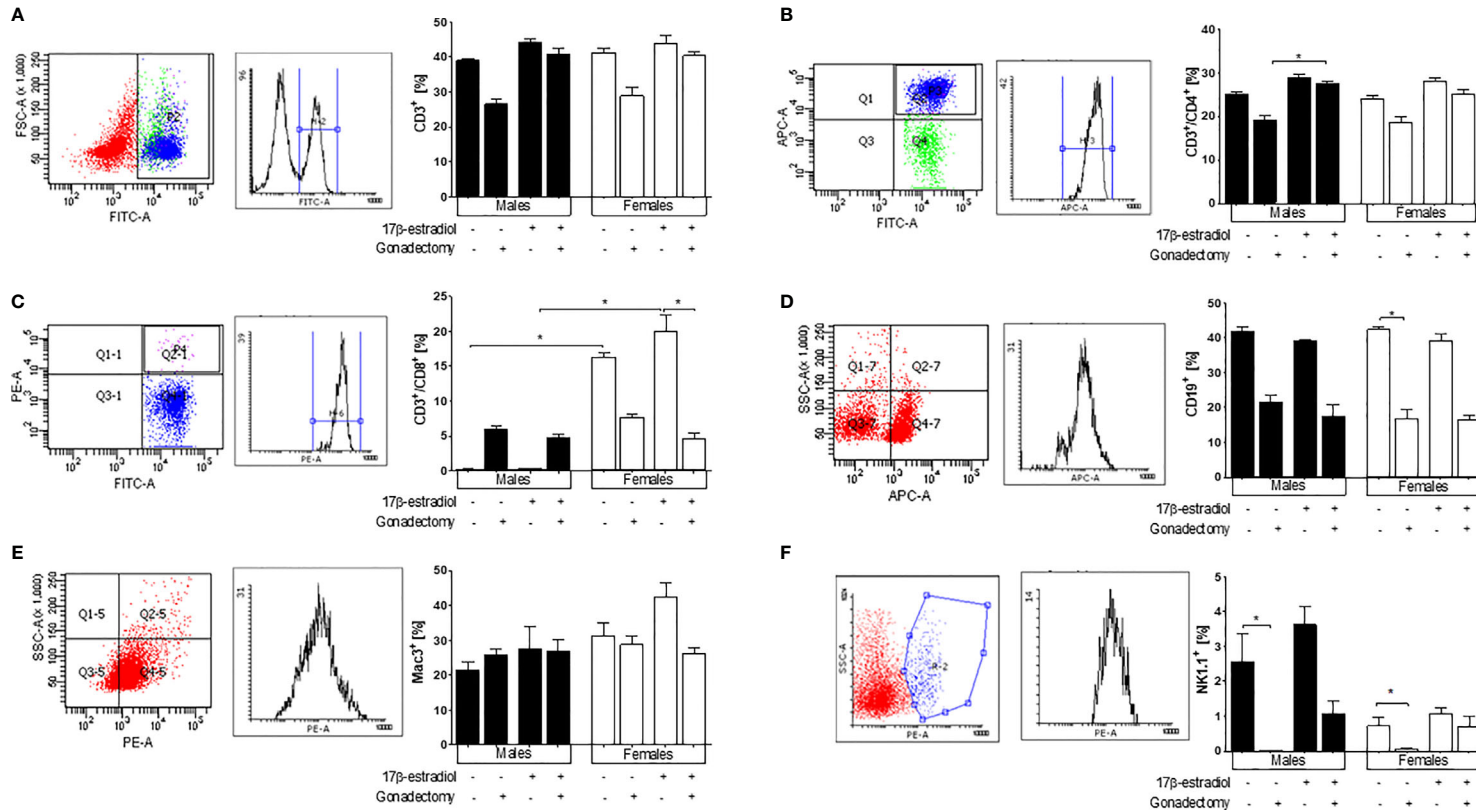 A
FSC-A (x 1,000)
50 100 150 200 250
P2
10² 10³ 10⁴ 10⁵
FITC-A
96
FITC-A
10000
CD3⁺ [%]
50
40
30
20
10
0
Males Females
17β-estradiol - - + + - - + +
Gonadectomy - + - + - + - +
B
APC-A
10² 10³ 10⁴ 10⁵
Q1
Q3 Q4
10² 10³ 10⁴ 10⁵
FITC-A
42
H-3
APC-A
10000
CD3⁺/CD4⁺ [%]
40
30
20
10
0
*
Males Females
17β-estradiol - - + + - - + +
Gonadectomy - + - + - + - +
C
PE-A
10² 10³ 10⁴ 10⁵
Q1-1 Q2-1
Q3-1
10² 10³ 10⁴ 10⁵
FITC-A
39
H-6
PE-A
10000
CD3⁺/CD8⁺ [%]
25
20
15
10
5
0
* * *
Males Females
17β-estradiol - - + + - - + +
Gonadectomy - + - + - + - +
D
SSC-A (x 1,000)
50 100 150 200 250
Q1-7 Q2-7
Q3-7 Q4-7
10² 10³ 10⁴ 10⁵
APC-A
31
APC-A
10000
CD19⁺ [%]
50
40
20
0
*
Males Females
17β-estradiol - - + + - - + +
Gonadectomy - + - + - + - +
E
SSC-A (x 1,000)
50 100 150 200 250
Q1-5 Q2-5
Q3-5 Q4-5
10² 10³ 10⁴ 10⁵
PE-A
31
PE-A
10000
Mac3⁺ [%]
50
40
30
20
10
0
Males Females
17β-estradiol - - + + - - + +
Gonadectomy - + - + - + - +
F
SSC-A
R-2
PE-A
10000
14
PE-A
10000
NK1.1⁺ [%]
5
4
3
2
1
0
* *
Males Females
17β-estradiol - - + + - - + +
Gonadectomy - + - + - + - +